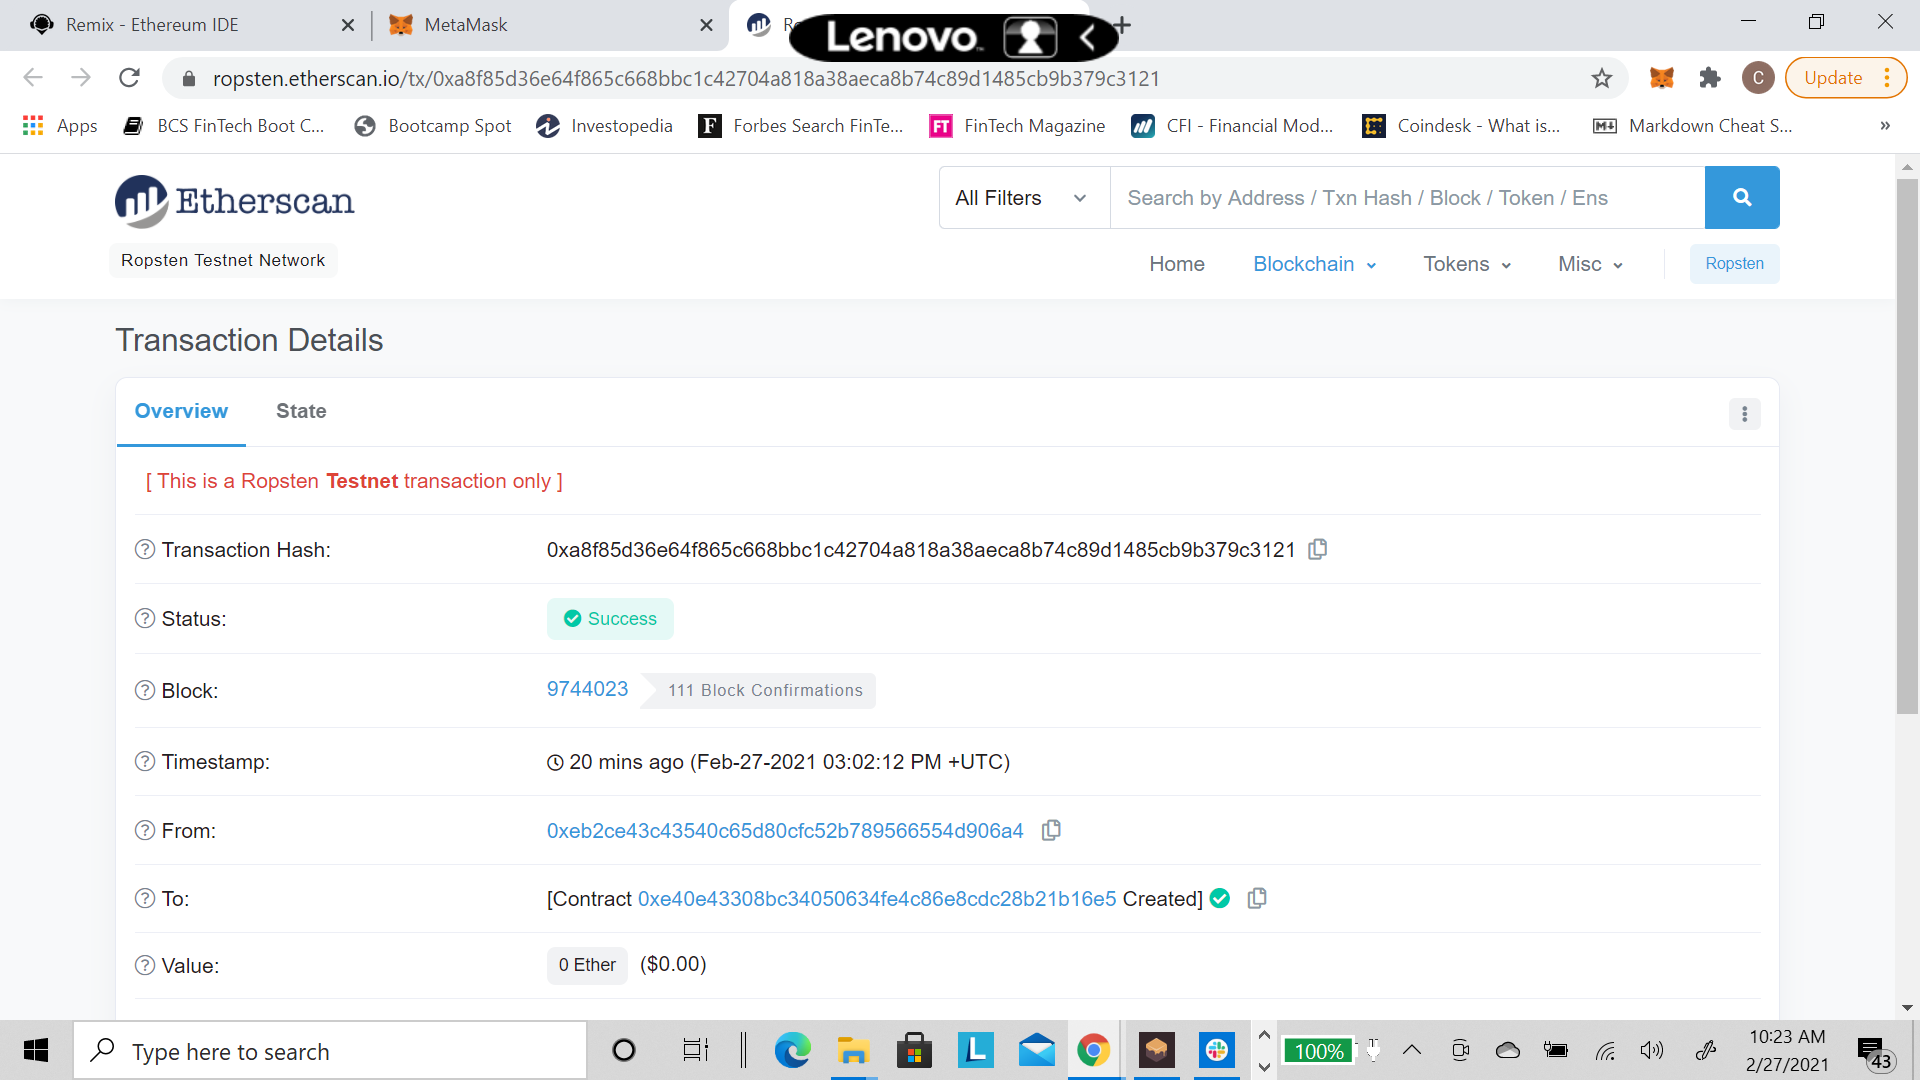 Remix - Ethereum IDE
MetaMask
Lenovo
ropsten.etherscan.io/tx/0xa8f85d36e64f865c668bbc1c42704a818a38aeca8b74c89d1485cb9b379c3121
C
Update
Apps
BCS FinTech Boot C...
Bootcamp Spot
Investopedia
F
Forbes Search FinTe...
FT
FinTech Magazine
CFI - Financial Mod...
Coindesk - What is...
Markdown Cheat S...
»
Etherscan
All Filters
Search by Address / Txn Hash / Block / Token / Ens
Ropsten Testnet Network
Home
Blockchain
Tokens
Misc
Ropsten
Transaction Details
Overview
State
[ This is a Ropsten Testnet transaction only ]
Transaction Hash:
0xa8f85d36e64f865c668bbc1c42704a818a38aeca8b74c89d1485cb9b379c3121
Status:
Success
Block:
9744023
111 Block Confirmations
Timestamp:
20 mins ago (Feb-27-2021 03:02:12 PM +UTC)
From:
0xeb2ce43c43540c65d80cfc52b789566554d906a4
To:
[Contract 0xe40e43308bc34050634fe4c86e8cdc28b21b16e5 Created]
Value:
0 Ether
($0.00)
Type here to search
L
100%
10:23 AM
2/27/2021
43